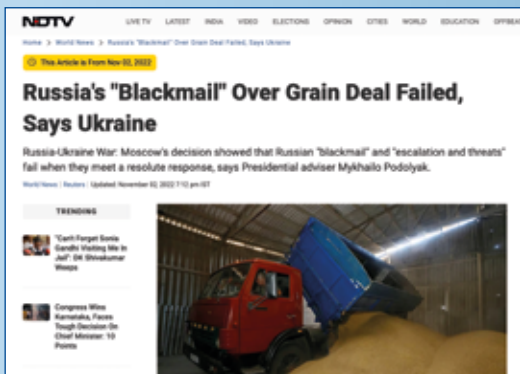 NDTV
LIVE TV LATEST INDIA VIDEO ELECTIONS OPINION CITIES WORLD EDUCATION OFFBEAT
Home > World News > Russia's "Blackmail" Over Grain Deal Failed, Says Ukraine
This Article is From Nov 02, 2022
Russia's "Blackmail" Over Grain Deal Failed,
Says Ukraine
Russia-Ukraine War: Moscow's decision showed that Russian "blackmail" and "escalation and threats"
fail when they meet a resolute response, says Presidential adviser Mykhailo Podolyak.
World News | Reuters | Updated: November 02, 2022 7:12 pm IST
TRENDING
"Can't Forget Sonia
Gandhi Visiting Me In
Jail": DK Shivakumar
Weeps
Congress Wins
Karnataka, Faces
Tough Decision On
Chief Minister: 10
Points